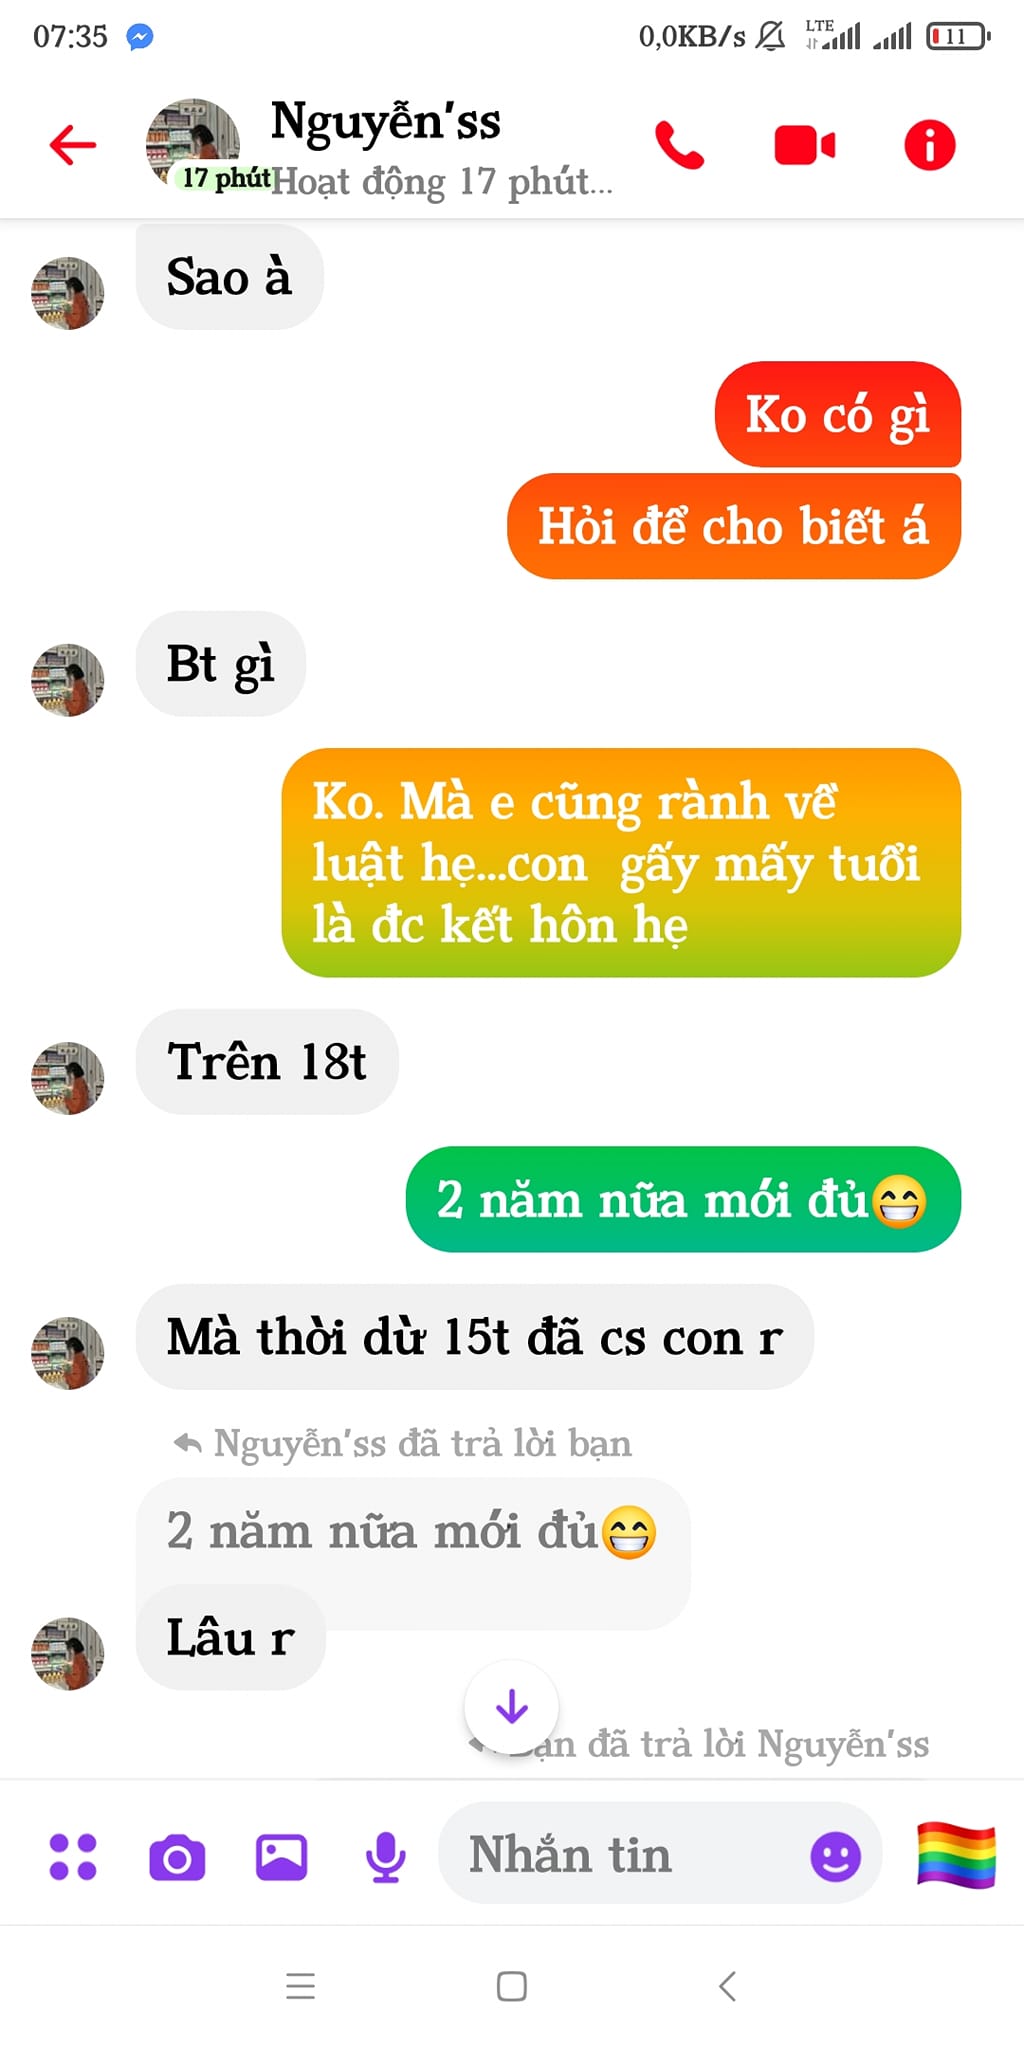 07:35
0,0KB/s
LTE
11
Nguyễn'ss
17 phút
Hoạt động 17 phút...
Sao à
Ko có gì
Hỏi để cho biết á
Bt gì
Ko. Mà e cũng rành về
luật hẹ...con gấy mấy tuổi
là đc kết hôn hẹ
Trên 18t
2 năm nữa mới đủ😁
Mà thời dừ 15t đã cs con r
Nguyễn'ss đã trả lời bạn
2 năm nữa mới đủ😁
Lâu r
Bạn đã trả lời Nguyễn'ss
Nhắn tin